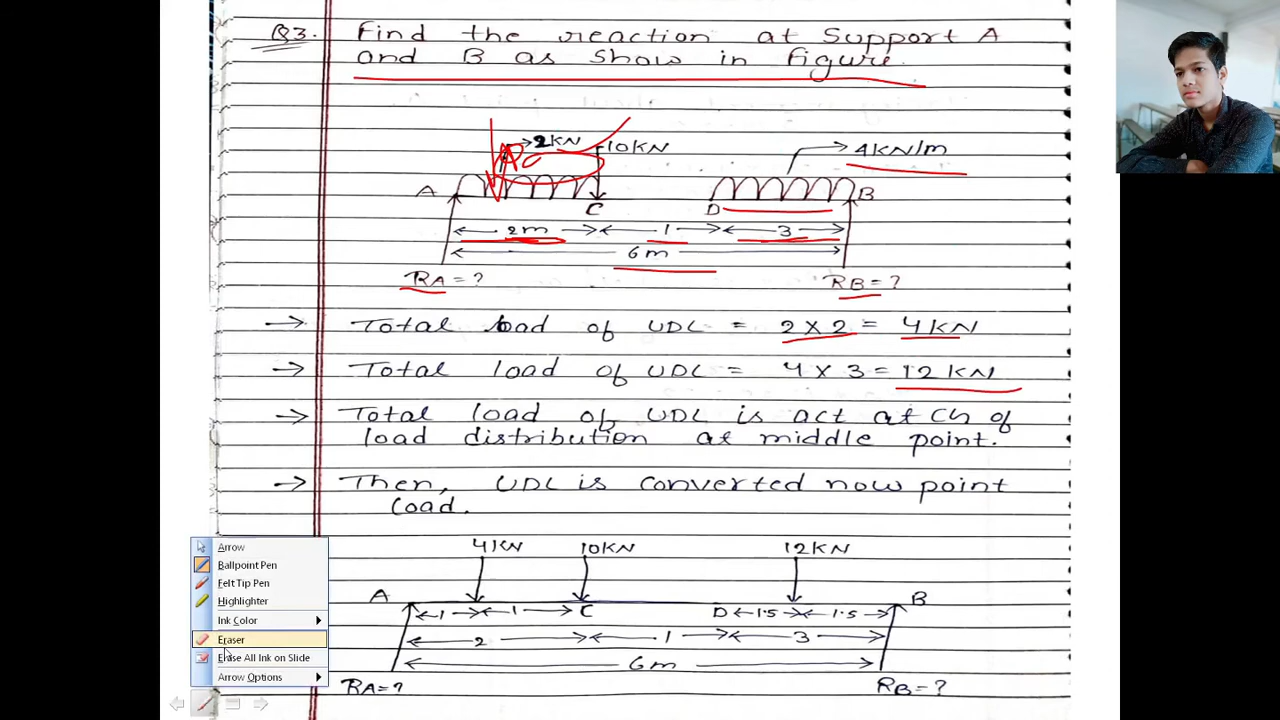 Q3. Find the reaction at Support A
and B as show in figure.
2KN 10KN 4KN/m
A C D B
2m 1 3
6m
RA = ? RB = ?
→ Total load of UDL = 2 X 2 = 4KN
→ Total load of UDL = 4 X 3 = 12 KN
→ Total load of UDL is act at CG of
load distribution at middle point.
→ Then, UDL is converted now point
load.
4KN 10KN 12KN
A B
1 1 C D 1.5 1.5
2 1 3
6m
RA = ? RB = ?
Arrow
Ballpoint Pen
Felt Tip Pen
Highlighter
Ink Color
Eraser
Erase All Ink on Slide
Arrow Options